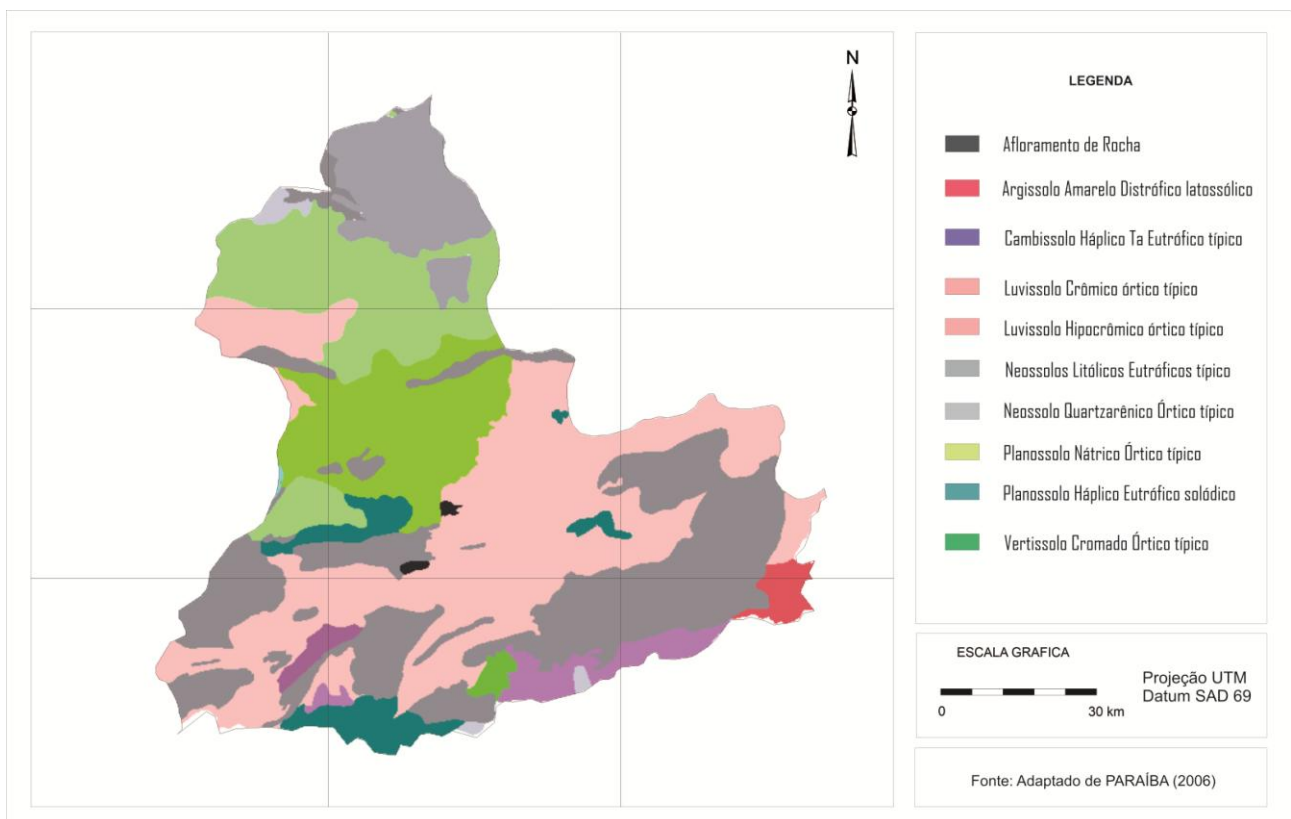 N
LEGENDA
Afloramento de Rocha
Argissolo Amarelo Distrófico latossólico
Cambissolo Háplico Ta Eutrófico típico
Luvissolo Crômico órtico típico
Luvissolo Hipocrômico órtico típico
Neossolos Litólicos Eutróficos típico
Neossolo Quartzarênico Órtico típico
Planossolo Nátrico Órtico típico
Planossolo Háplico Eutrófico solódico
Vertissolo Cromado Órtico típico
ESCALA GRAFICA
0 30 km
Projeção UTM
Datum SAD 69
Fonte: Adaptado de PARAÍBA (2006)